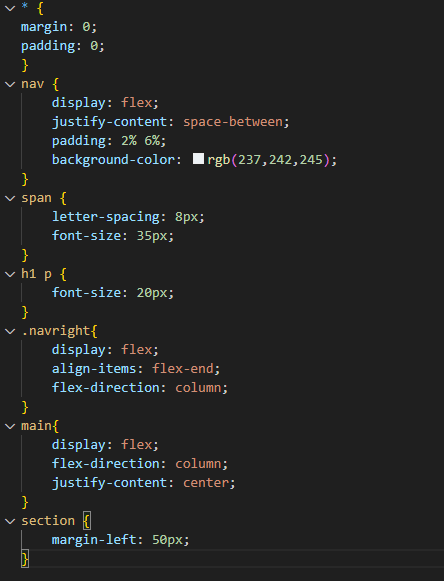 * {
margin: 0;
padding: 0;
}
nav {
    display: flex;
    justify-content: space-between;
    padding: 2% 6%;
    background-color: rgb(237,242,245);
}
span {
    letter-spacing: 8px;
    font-size: 35px;
}
h1 p {
    font-size: 20px;
}
.navright{
    display: flex;
    align-items: flex-end;
    flex-direction: column;
}
main{
    display: flex;
    flex-direction: column;
    justify-content: center;
}
section {
    margin-left: 50px;
}